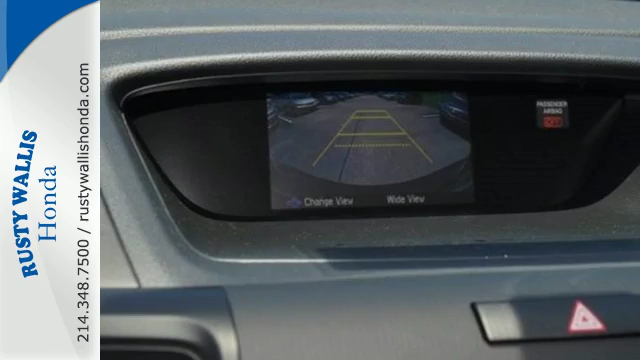 RUSTY WALLIS
Honda
214.348.7500 / rustywallishonda.com
PASSENGER
AIRBAG
OFF
Change View
Wide View